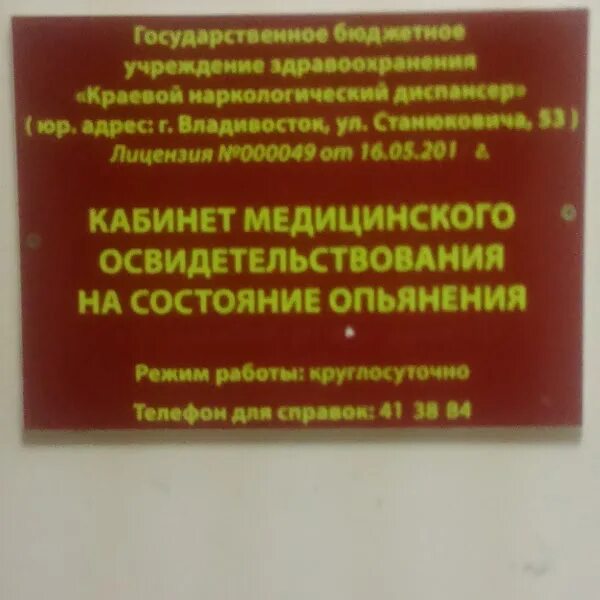 Государственное бюджетное
учреждение здравоохранения
«Краевой наркологический диспансер»
( юр. адрес: г. Владивосток, ул. Станюковича, 53 )
Лицензия №000049 от 16.05.201 г.
КАБИНЕТ МЕДИЦИНСКОГО
ОСВИДЕТЕЛЬСТВОВАНИЯ
НА СОСТОЯНИЕ ОПЬЯНЕНИЯ
Режим работы: круглосуточно
Телефон для справок: 41 38 84